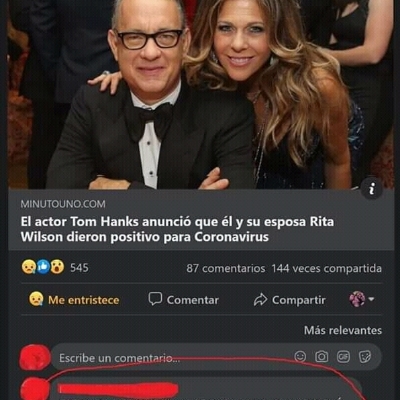 MINUTOUNO.COM
El actor Tom Hanks anunció que él y su esposa Rita
Wilson dieron positivo para Coronavirus
545
87 comentarios 144 veces compartida
Me entristece
Comentar
Compartir
Más relevantes
Escribe un comentario...
GIF